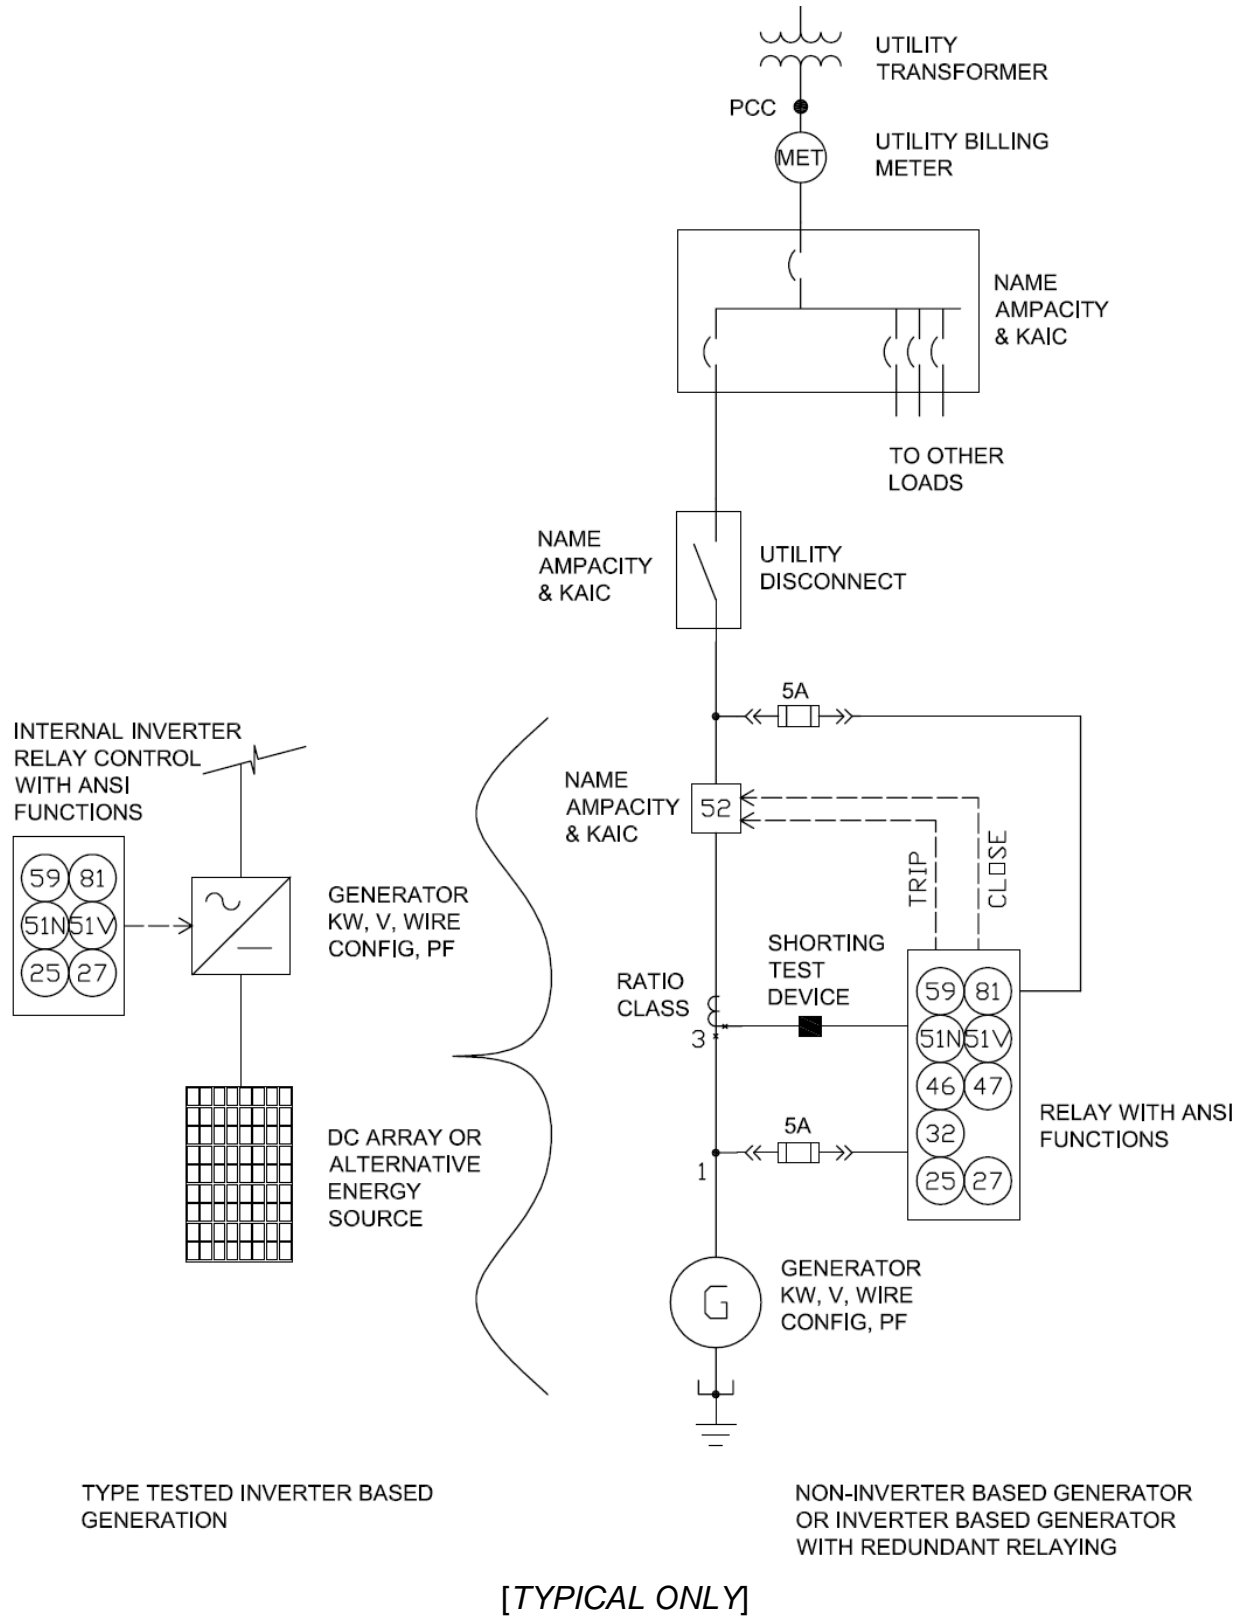 UTILITY
TRANSFORMER
PCC
MET
UTILITY BILLING
METER
NAME
AMPACITY
& KAIC
TO OTHER
LOADS
NAME
AMPACITY
& KAIC
UTILITY
DISCONNECT
5A
INTERNAL INVERTER
RELAY CONTROL
WITH ANSI
FUNCTIONS
59 81
51N 51V
25 27
GENERATOR
KW, V, WIRE
CONFIG, PF
DC ARRAY OR
ALTERNATIVE
ENERGY
SOURCE
NAME
AMPACITY
& KAIC
52
TRIP
CLOSE
SHORTING
TEST
DEVICE
RATIO
CLASS
3
59 81
51N 51V
46 47
32
25 27
RELAY WITH ANSI
FUNCTIONS
5A
1
G
GENERATOR
KW, V, WIRE
CONFIG, PF
TYPE TESTED INVERTER BASED
GENERATION
NON-INVERTER BASED GENERATOR
OR INVERTER BASED GENERATOR
WITH REDUNDANT RELAYING
[TYPICAL ONLY]